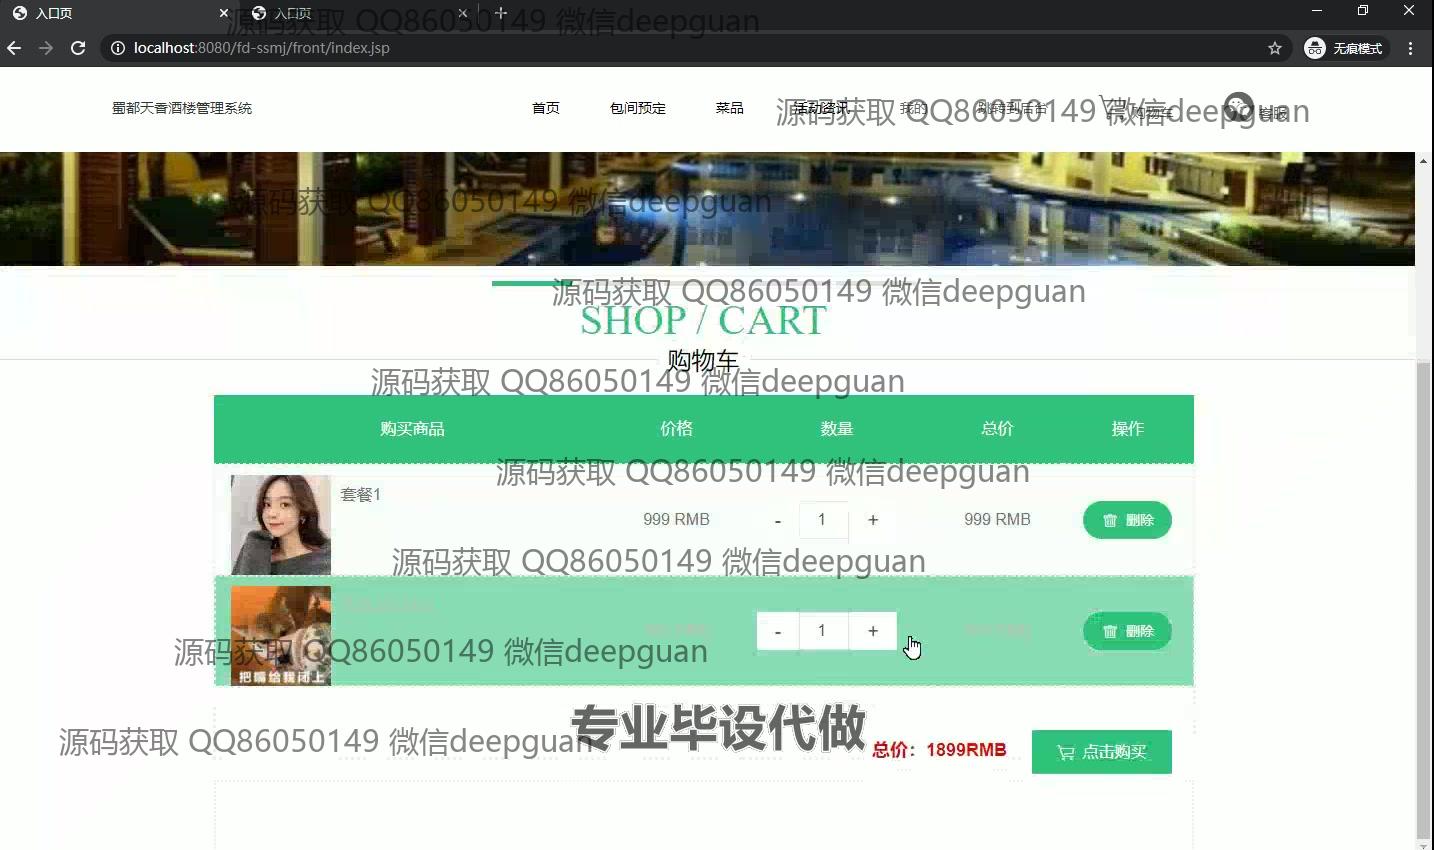 入口页
入口页
源码获取 QQ86050149 微信deepguan
localhost:8080/fd-ssmj/front/index.jsp
无痕模式
蜀都天香酒楼管理系统
首页
包间预定
菜品
活动资讯
我的
跳转到后台
购物车
客服
源码获取 QQ86050149 微信deepguan
源码获取 QQ86050149 微信deepguan
源码获取 QQ86050149 微信deepguan
SHOP / CART
购物车
源码获取 QQ86050149 微信deepguan
购买商品 价格 数量 总价 操作
源码获取 QQ86050149 微信deepguan
套餐1
999 RMB - 1 + 999 RMB 删除
源码获取 QQ86050149 微信deepguan
- 1 + 删除
源码获取 QQ86050149 微信deepguan
把嘴给我闭上
专业毕设代做
源码获取 QQ86050149 微信deepguan
总价：1899RMB
点击购买